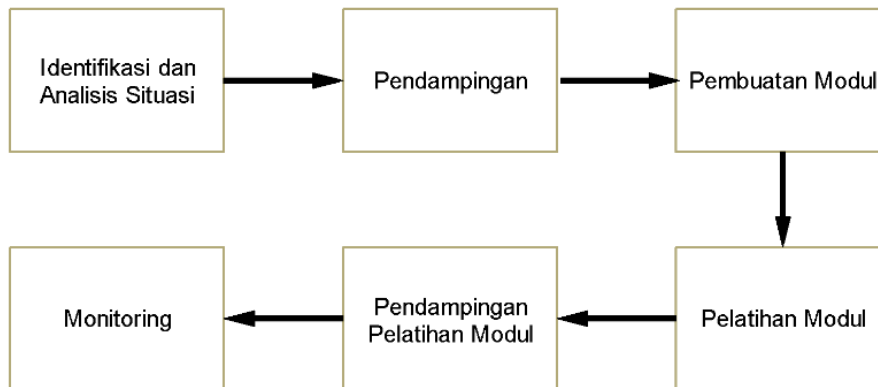 Identifikasi dan
Analisis Situasi
Pendampingan
Pembuatan Modul
Pelatihan Modul
Pendampingan
Pelatihan Modul
Monitoring